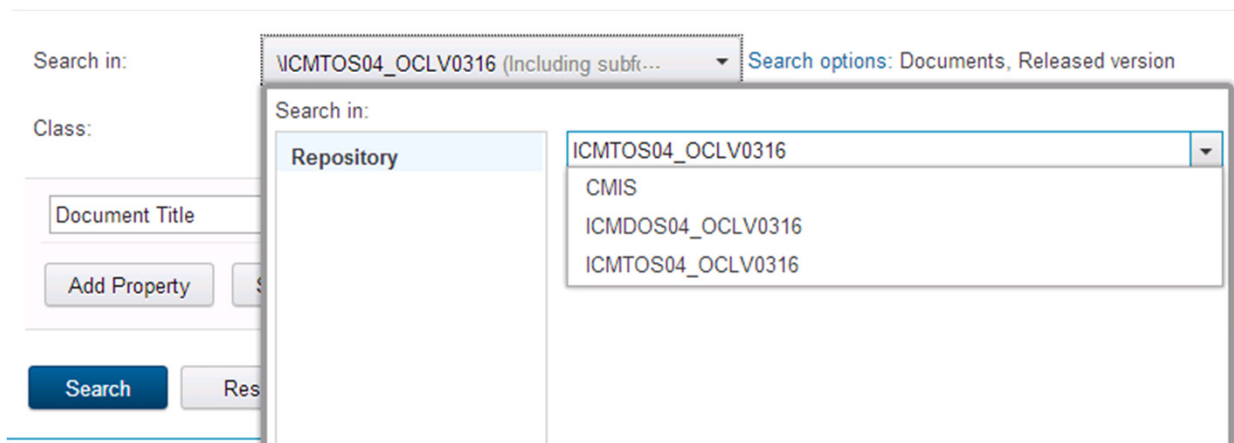 Search in:
\ICMTOS04_OCLV0316 (Including subf(...
Search options: Documents, Released version
Search in:
Class:
Repository
ICMTOS04_OCLV0316
CMIS
ICMDOS04_OCLV0316
ICMTOS04_OCLV0316
Document Title
Add Property
Search
Res